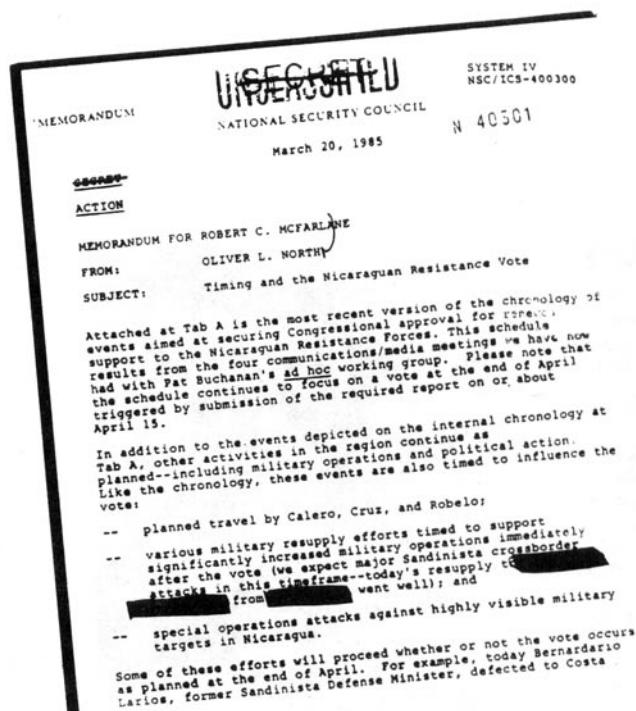 UNCLASSIFIED
SECRET
SYSTEM IV
NSC/ICS-400300
MEMORANDUM
NATIONAL SECURITY COUNCIL
N 40301
March 20, 1985
SECRET
ACTION
MEMORANDUM FOR ROBERT C. MCFARLANE
FROM: OLIVER L. NORTH
SUBJECT: Timing and the Nicaraguan Resistance Vote
Attached at Tab A is the most recent version of the chronology of
events aimed at securing Congressional approval for renewed
support to the Nicaraguan Resistance Forces. This schedule
results from the four communications/media meetings we have now
had with Pat Buchanan's ad hoc working group. Please note that
the schedule continues to focus on a vote at the end of April
triggered by submission of the required report on or about
April 15.
In addition to the events depicted on the internal chronology at
Tab A, other activities in the region continue as
planned--including military operations and political action.
Like the chronology, these events are also timed to influence the
vote:
-- planned travel by Calero, Cruz, and Robelo;
-- various military resupply efforts timed to support
significantly increased military operations immediately
after the vote (we expect major Sandinista crossborder
attacks in this timeframe--today's resupply
from went well); and
-- special operations attacks against highly visible military
targets in Nicaragua.
Some of these efforts will proceed whether or not the vote occurs
as planned at the end of April. For example, today Bernardario
Larios, former Sandinista Defense Minister, defected to Costa